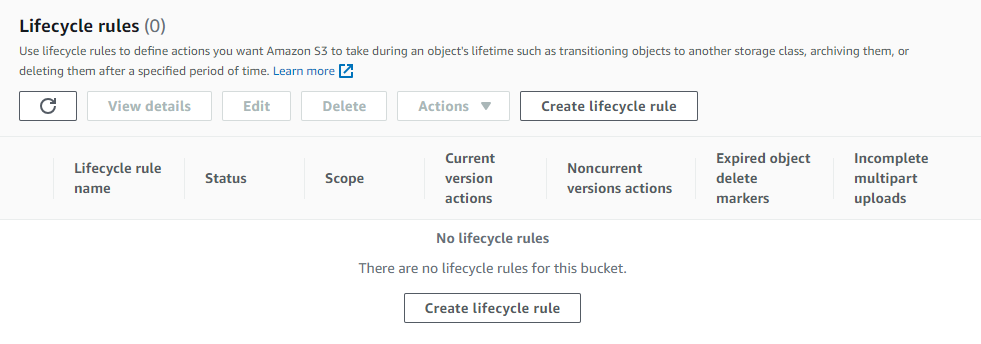 Lifecycle rules (0)
Use lifecycle rules to define actions you want Amazon S3 to take during an object's lifetime such as transitioning objects to another storage class, archiving them, or
deleting them after a specified period of time. Learn more
View details Edit Delete Actions Create lifecycle rule
Lifecycle rule
name
Status
Scope
Current
version
actions
Noncurrent
versions actions
Expired object
delete
markers
Incomplete
multipart
uploads
No lifecycle rules
There are no lifecycle rules for this bucket.
Create lifecycle rule